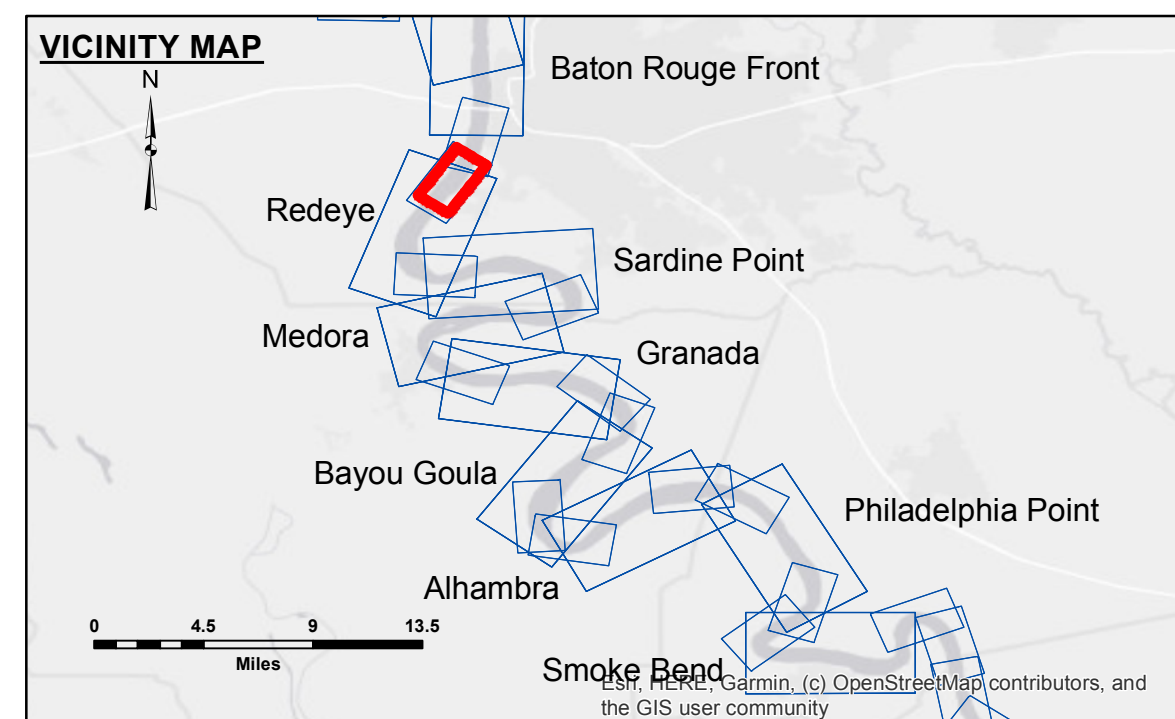 VICINITY MAP
N
Baton Rouge Front
Redeye
Sardine Point
Medora
Granada
Bayou Goula
Philadelphia Point
Alhambra
0 4.5 9 13.5
Miles
Smoke Bend
Esri, HERE, Garmin, (c) OpenStreetMap contributors, and
the GIS user community